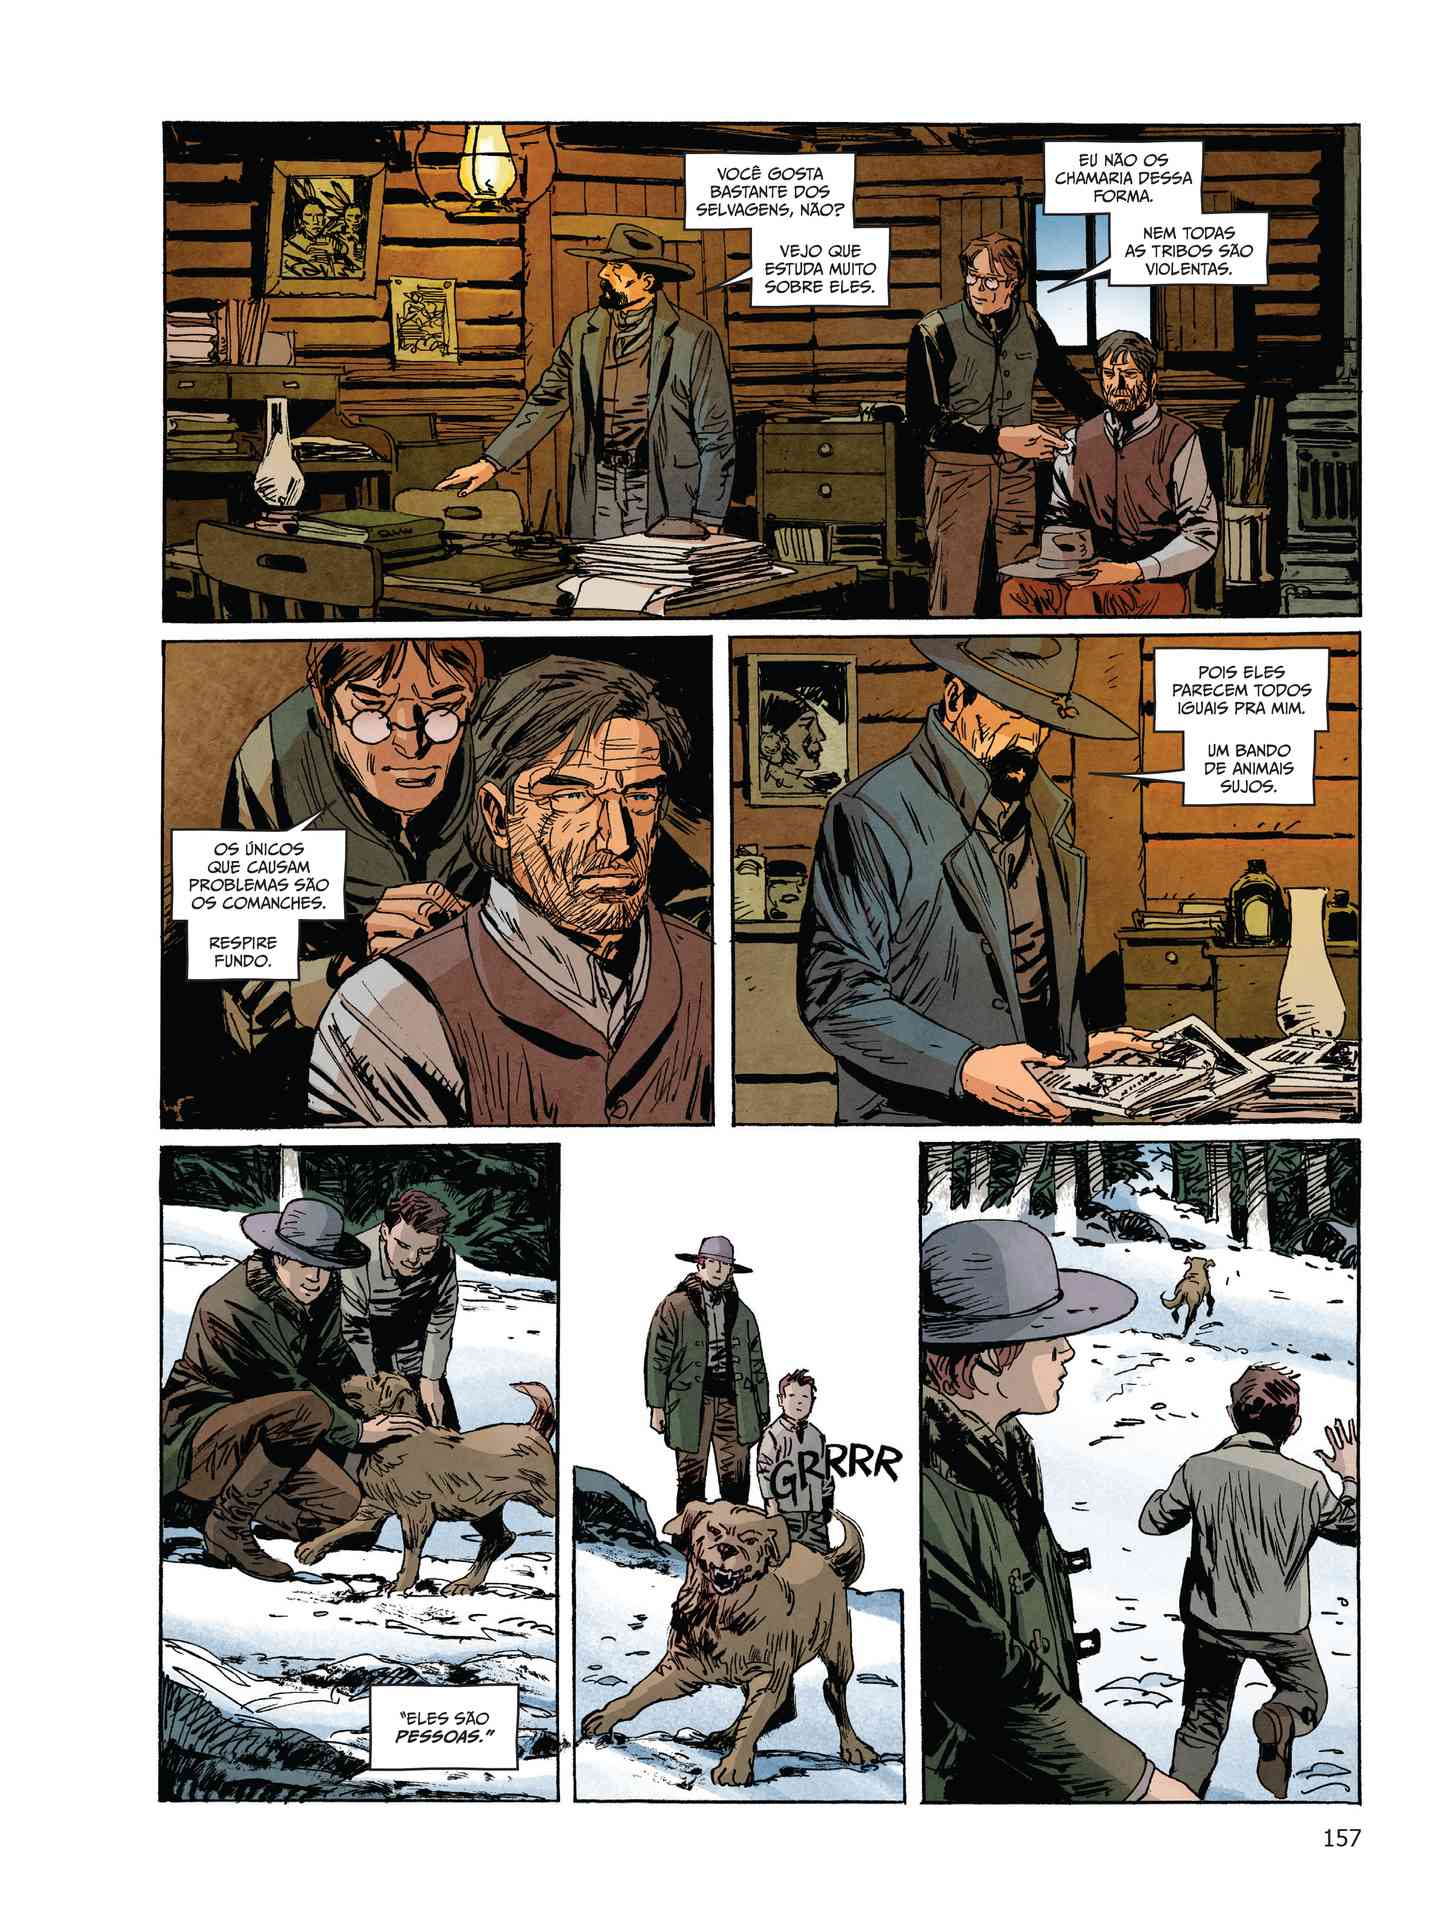 VOCÊ GOSTA
BASTANTE DOS
SELVAGENS, NÃO?
VEJO QUE
ESTUDA MUITO
SOBRE ELES.
EU NÃO OS
CHAMARIA DESSA
FORMA.
NEM TODAS
AS TRIBOS SÃO
VIOLENTAS.
OS ÚNICOS
QUE CAUSAM
PROBLEMAS SÃO
OS COMANCHES.
RESPIRE
FUNDO.
POIS ELES
PARECEM TODOS
IGUAIS PRA MIM.
UM BANDO
DE ANIMAIS
SUJOS.
"ELES SÃO
PESSOAS."
GRRRR
157